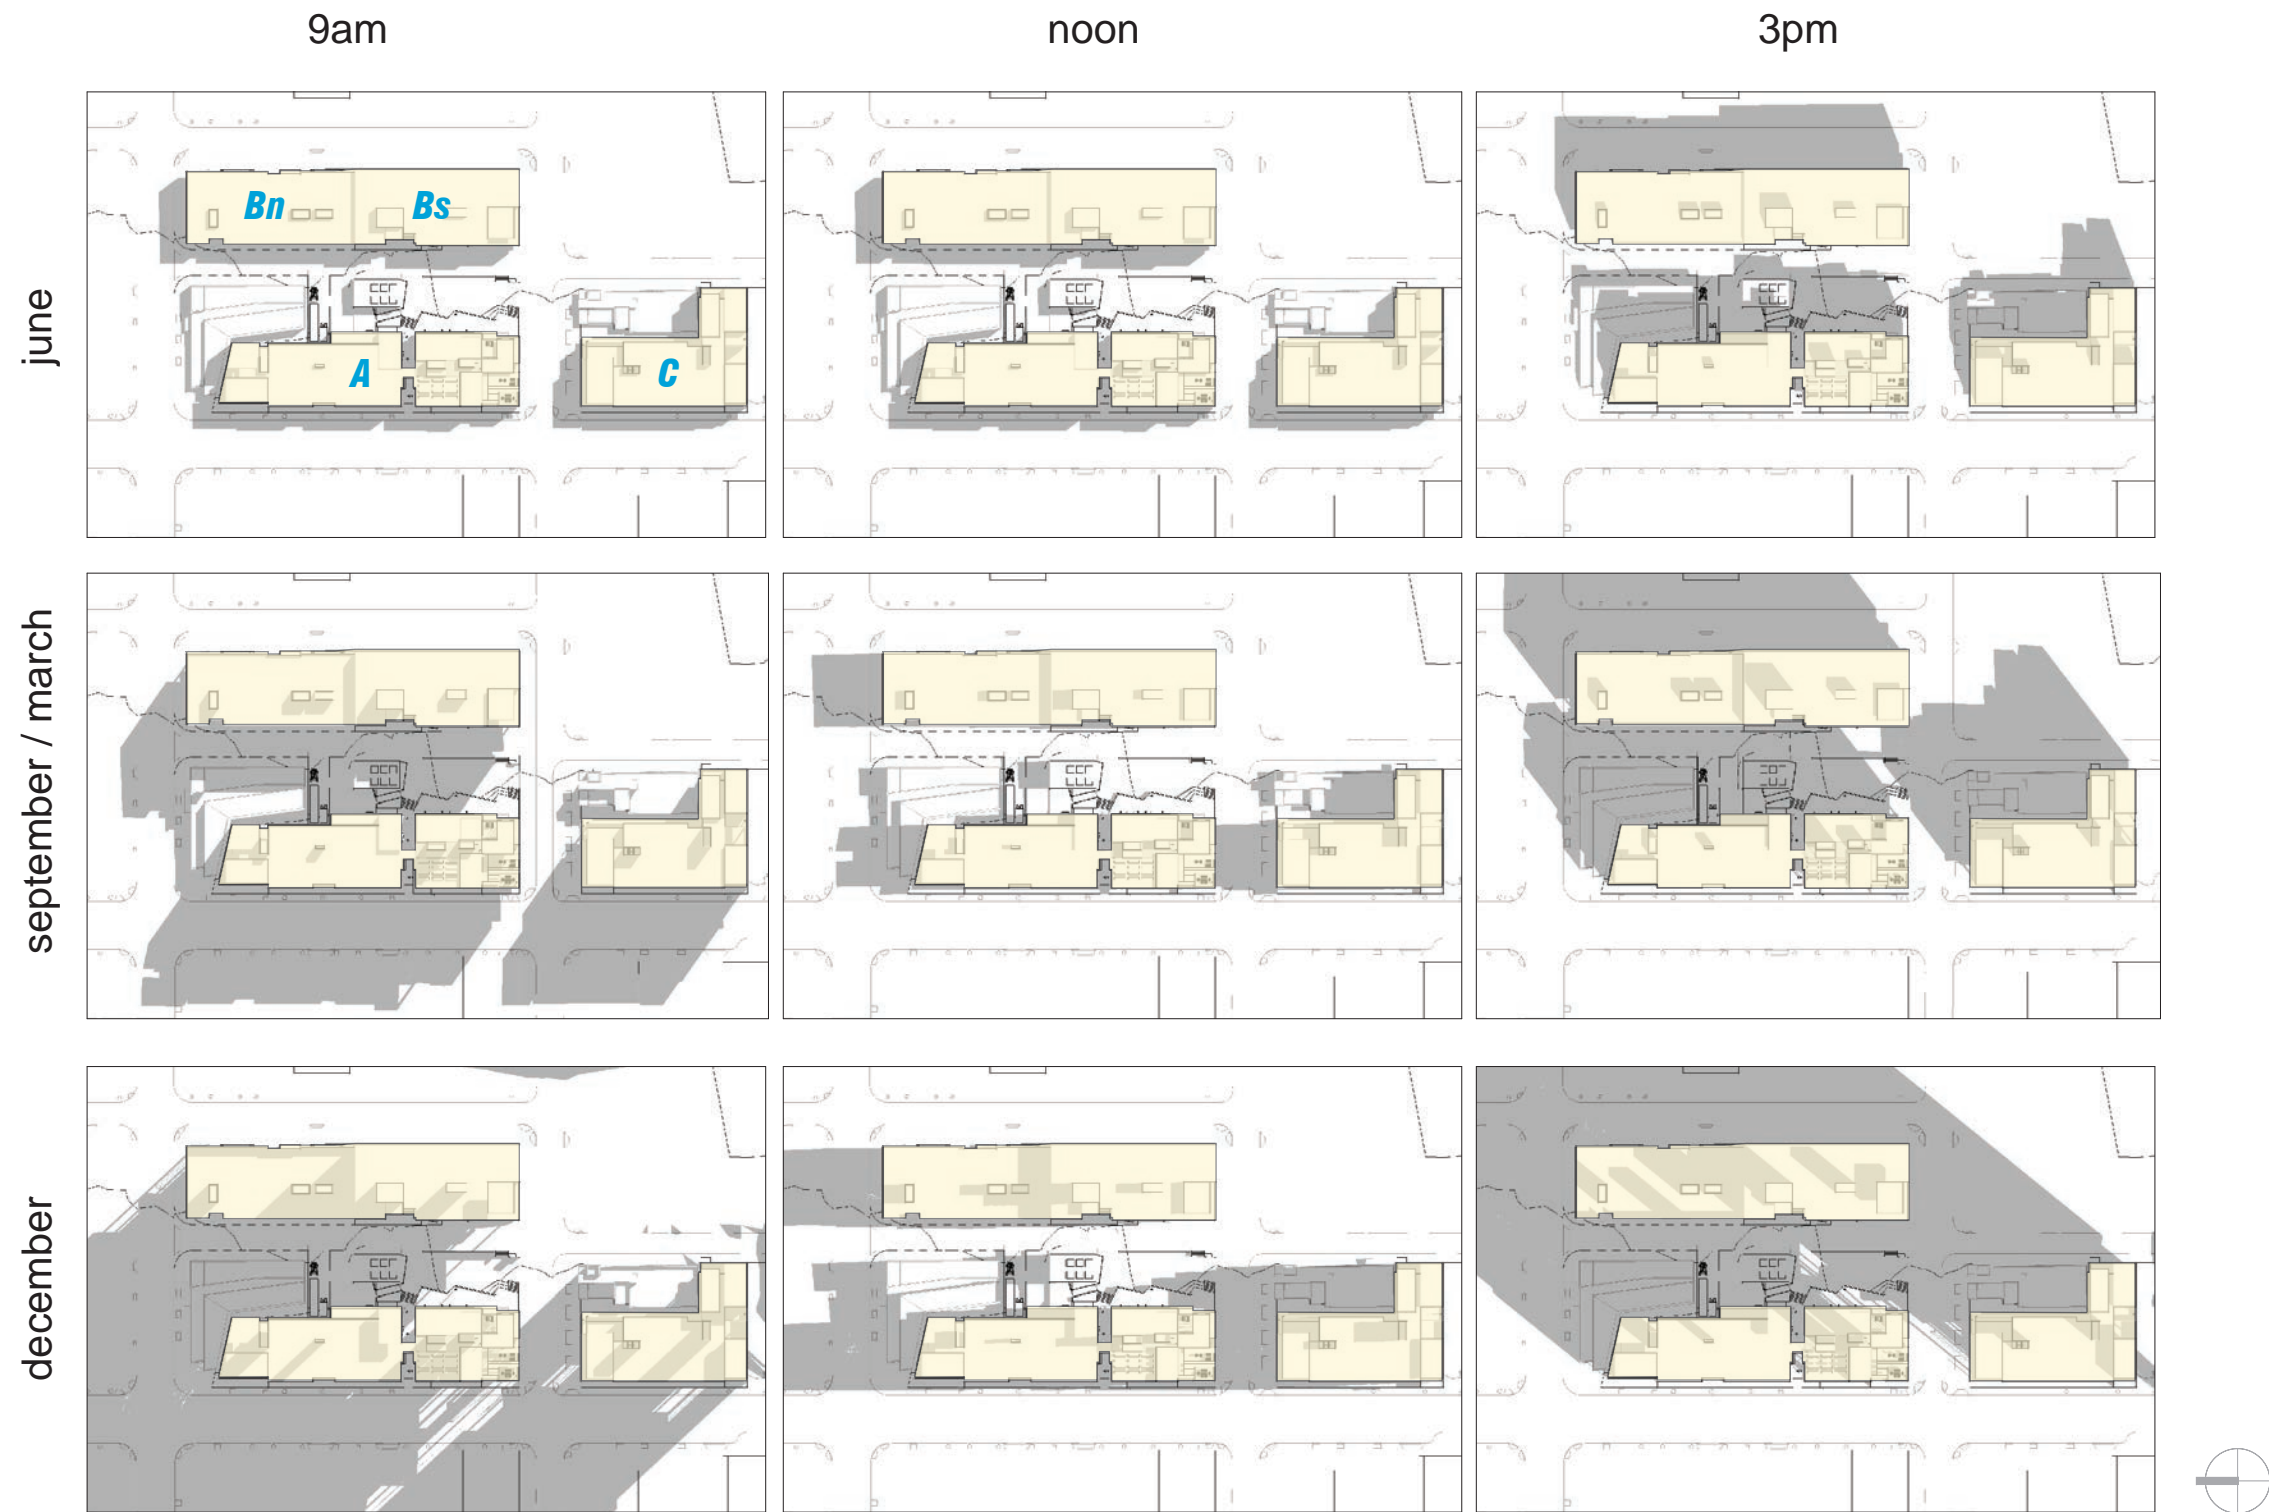 9am noon 3pm
june
Bn Bs
A C
september / march
december